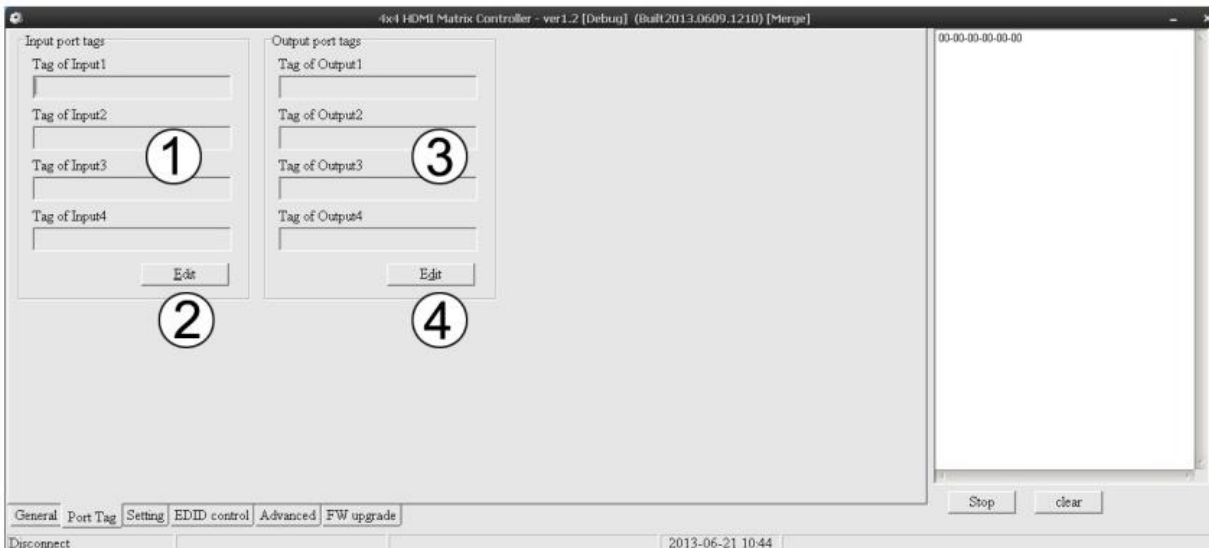 4x4 HDMI Matrix Controller - ver1.2 [Debug] (Built2013.0609.1210) [Merge]
Input port tags
Tag of Input1
Tag of Input2
1
Tag of Input3
Tag of Input4
Edit
2
Output port tags
Tag of Output1
Tag of Output2
3
Tag of Output3
Tag of Output4
Edit
4
00-00-00-00-00-00
Stop clear
General Port Tag Setting EDID control Advanced FW upgrade
Disconnect 2013-06-21 10:44